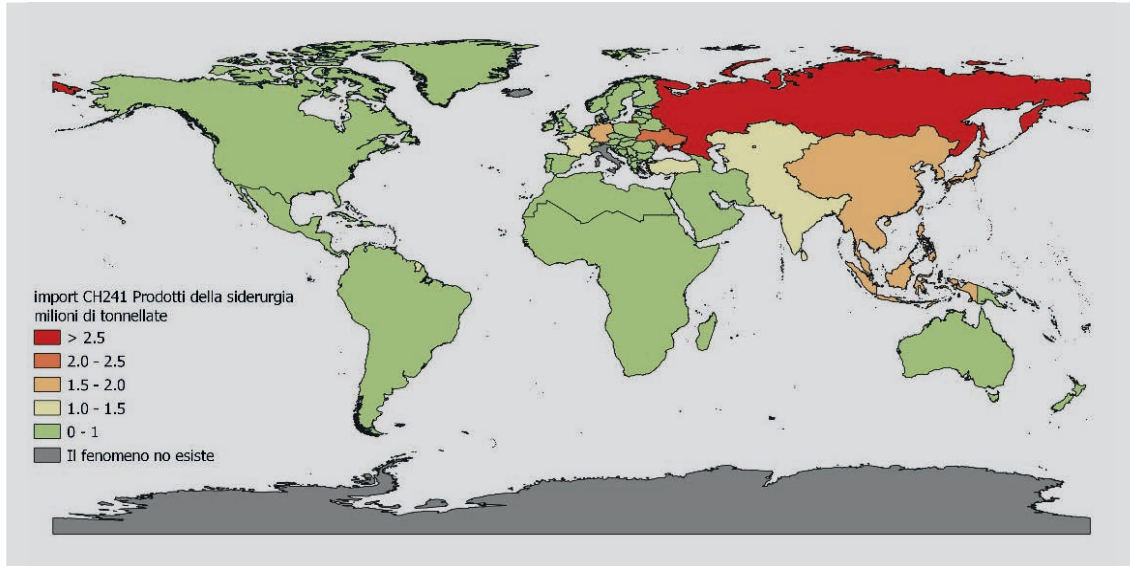 import CH241 Prodotti della siderurgia
milioni di tonnellate
> 2.5
2.0 - 2.5
1.5 - 2.0
1.0 - 1.5
0 - 1
Il fenomeno no esiste